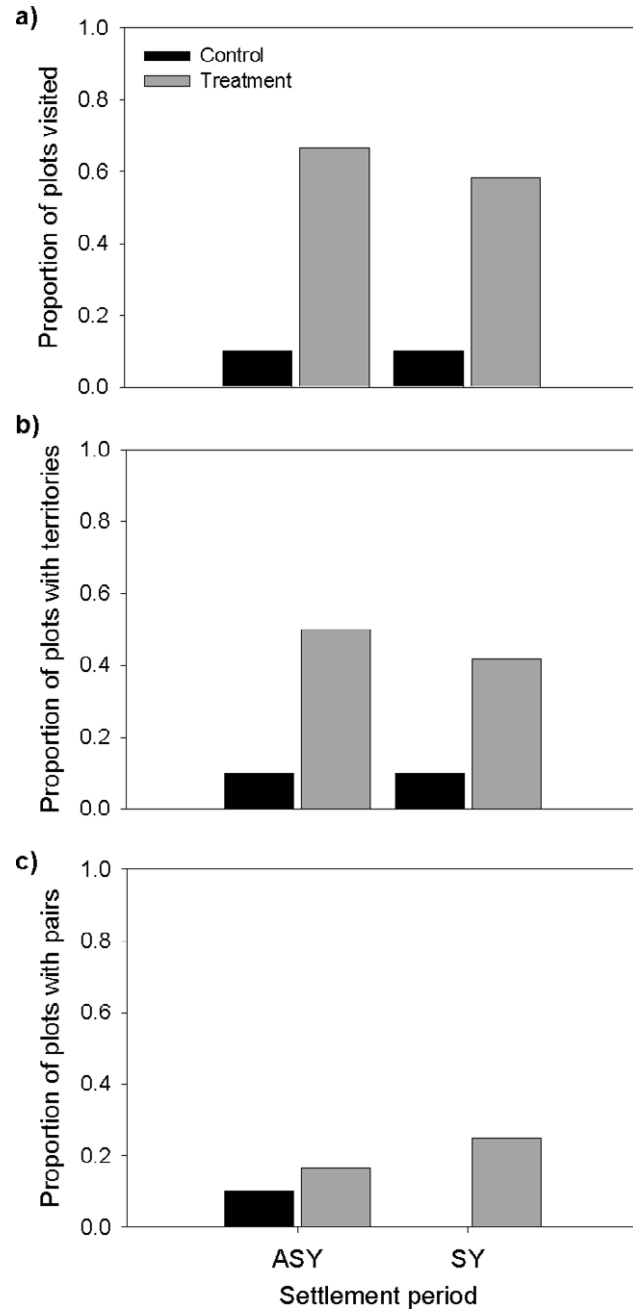 a)
1.0
Control
Treatment
0.8
0.6
0.4
0.2
0.0
Proportion of plots visited
b)
1.0
0.8
0.6
0.4
0.2
0.0
Proportion of plots with territories
c)
1.0
0.8
0.6
0.4
0.2
0.0
Proportion of plots with pairs
ASY SY
Settlement period